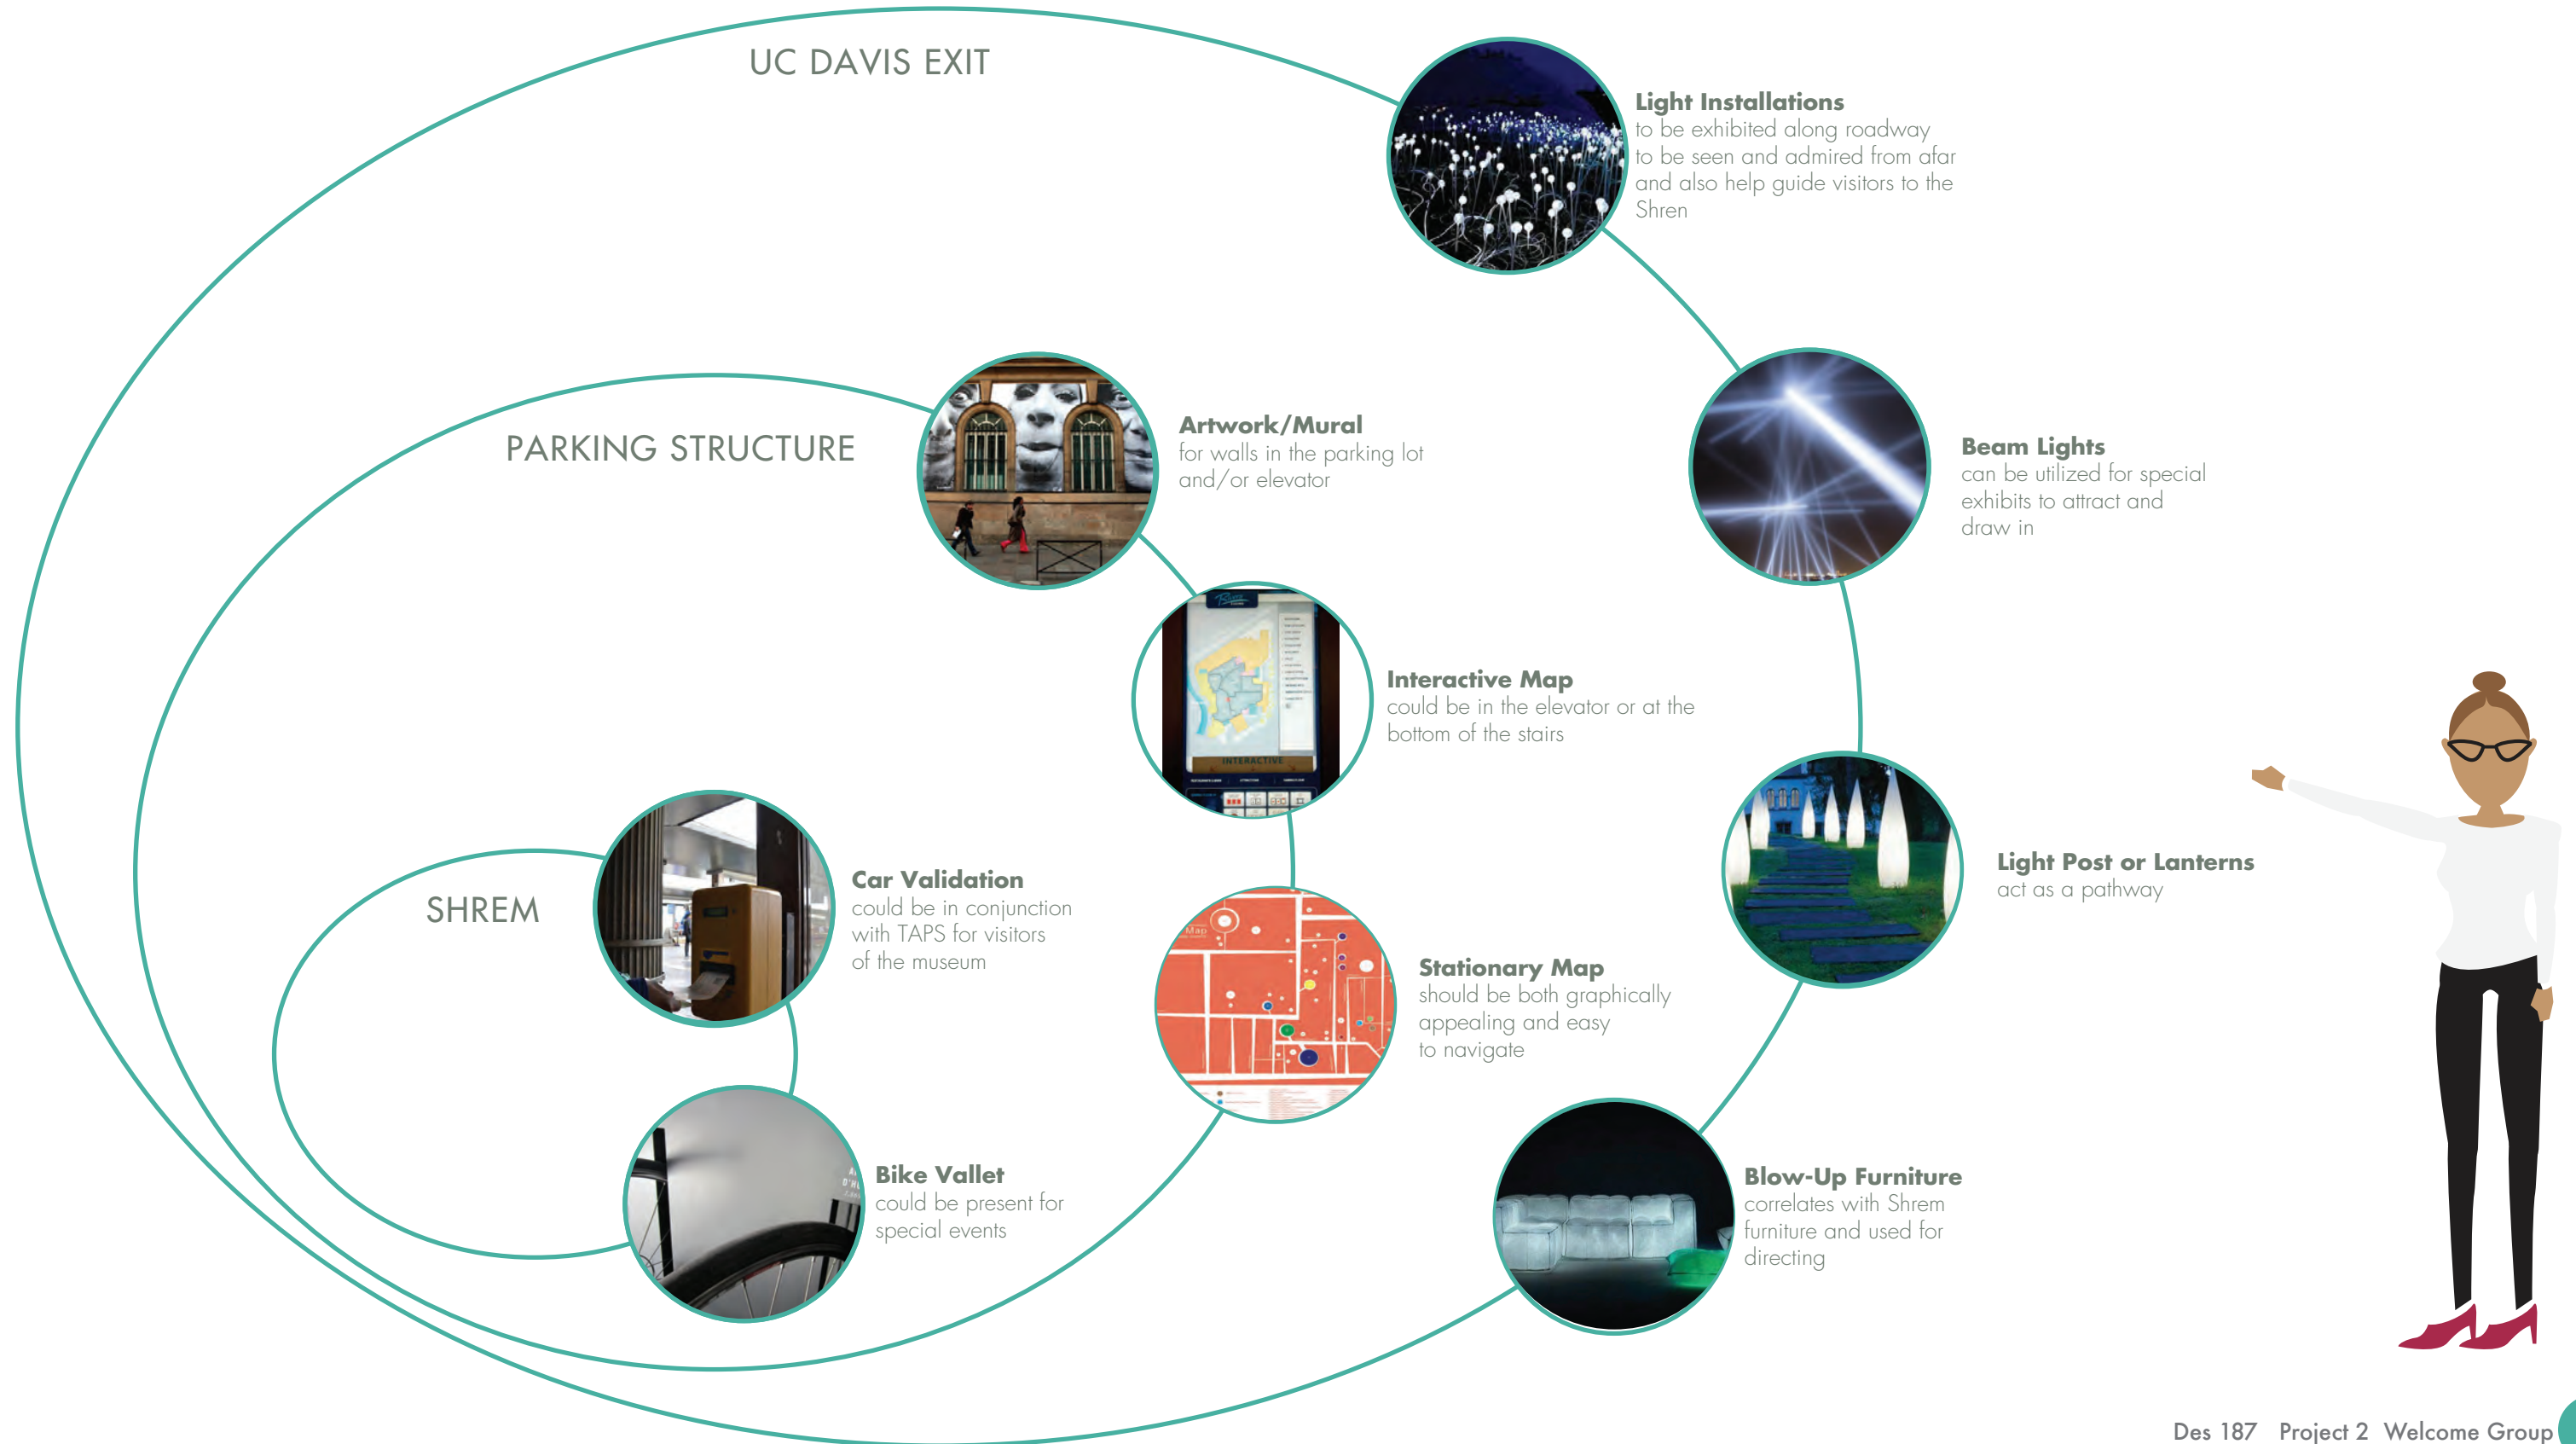 UC DAVIS EXIT
Light Installations
to be exhibited along roadway
to be seen and admired from afar
and also help guide visitors to the
Shren
PARKING STRUCTURE
Artwork/Mural
for walls in the parking lot
and/or elevator
Beam Lights
can be utilized for special
exhibits to attract and
draw in
Interactive Map
could be in the elevator or at the
bottom of the stairs
INTERACTIVE
SHREM
Car Validation
could be in conjunction
with TAPS for visitors
of the museum
Light Post or Lanterns
act as a pathway
Map
Stationary Map
should be both graphically
appealing and easy
to navigate
Bike Vallet
could be present for
special events
Blow-Up Furniture
correlates with Shrem
furniture and used for
directing
Des 187 Project 2 Welcome Group